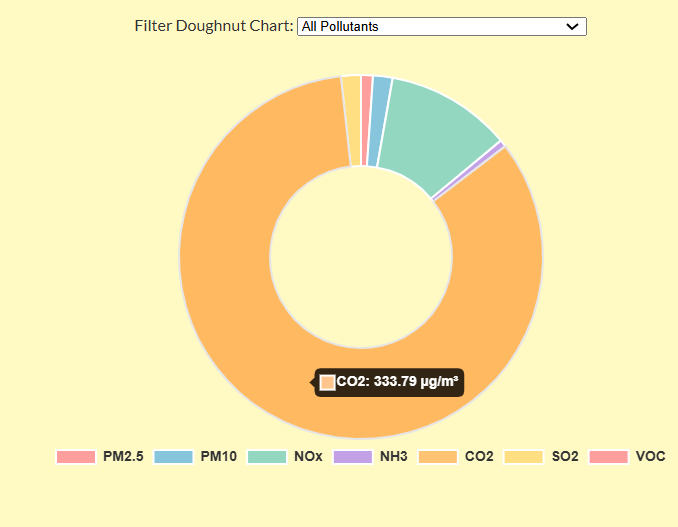 Filter Doughnut Chart: All Pollutants
CO2: 333.79 µg/m³
PM2.5 PM10 NOx NH3 CO2 SO2 VOC